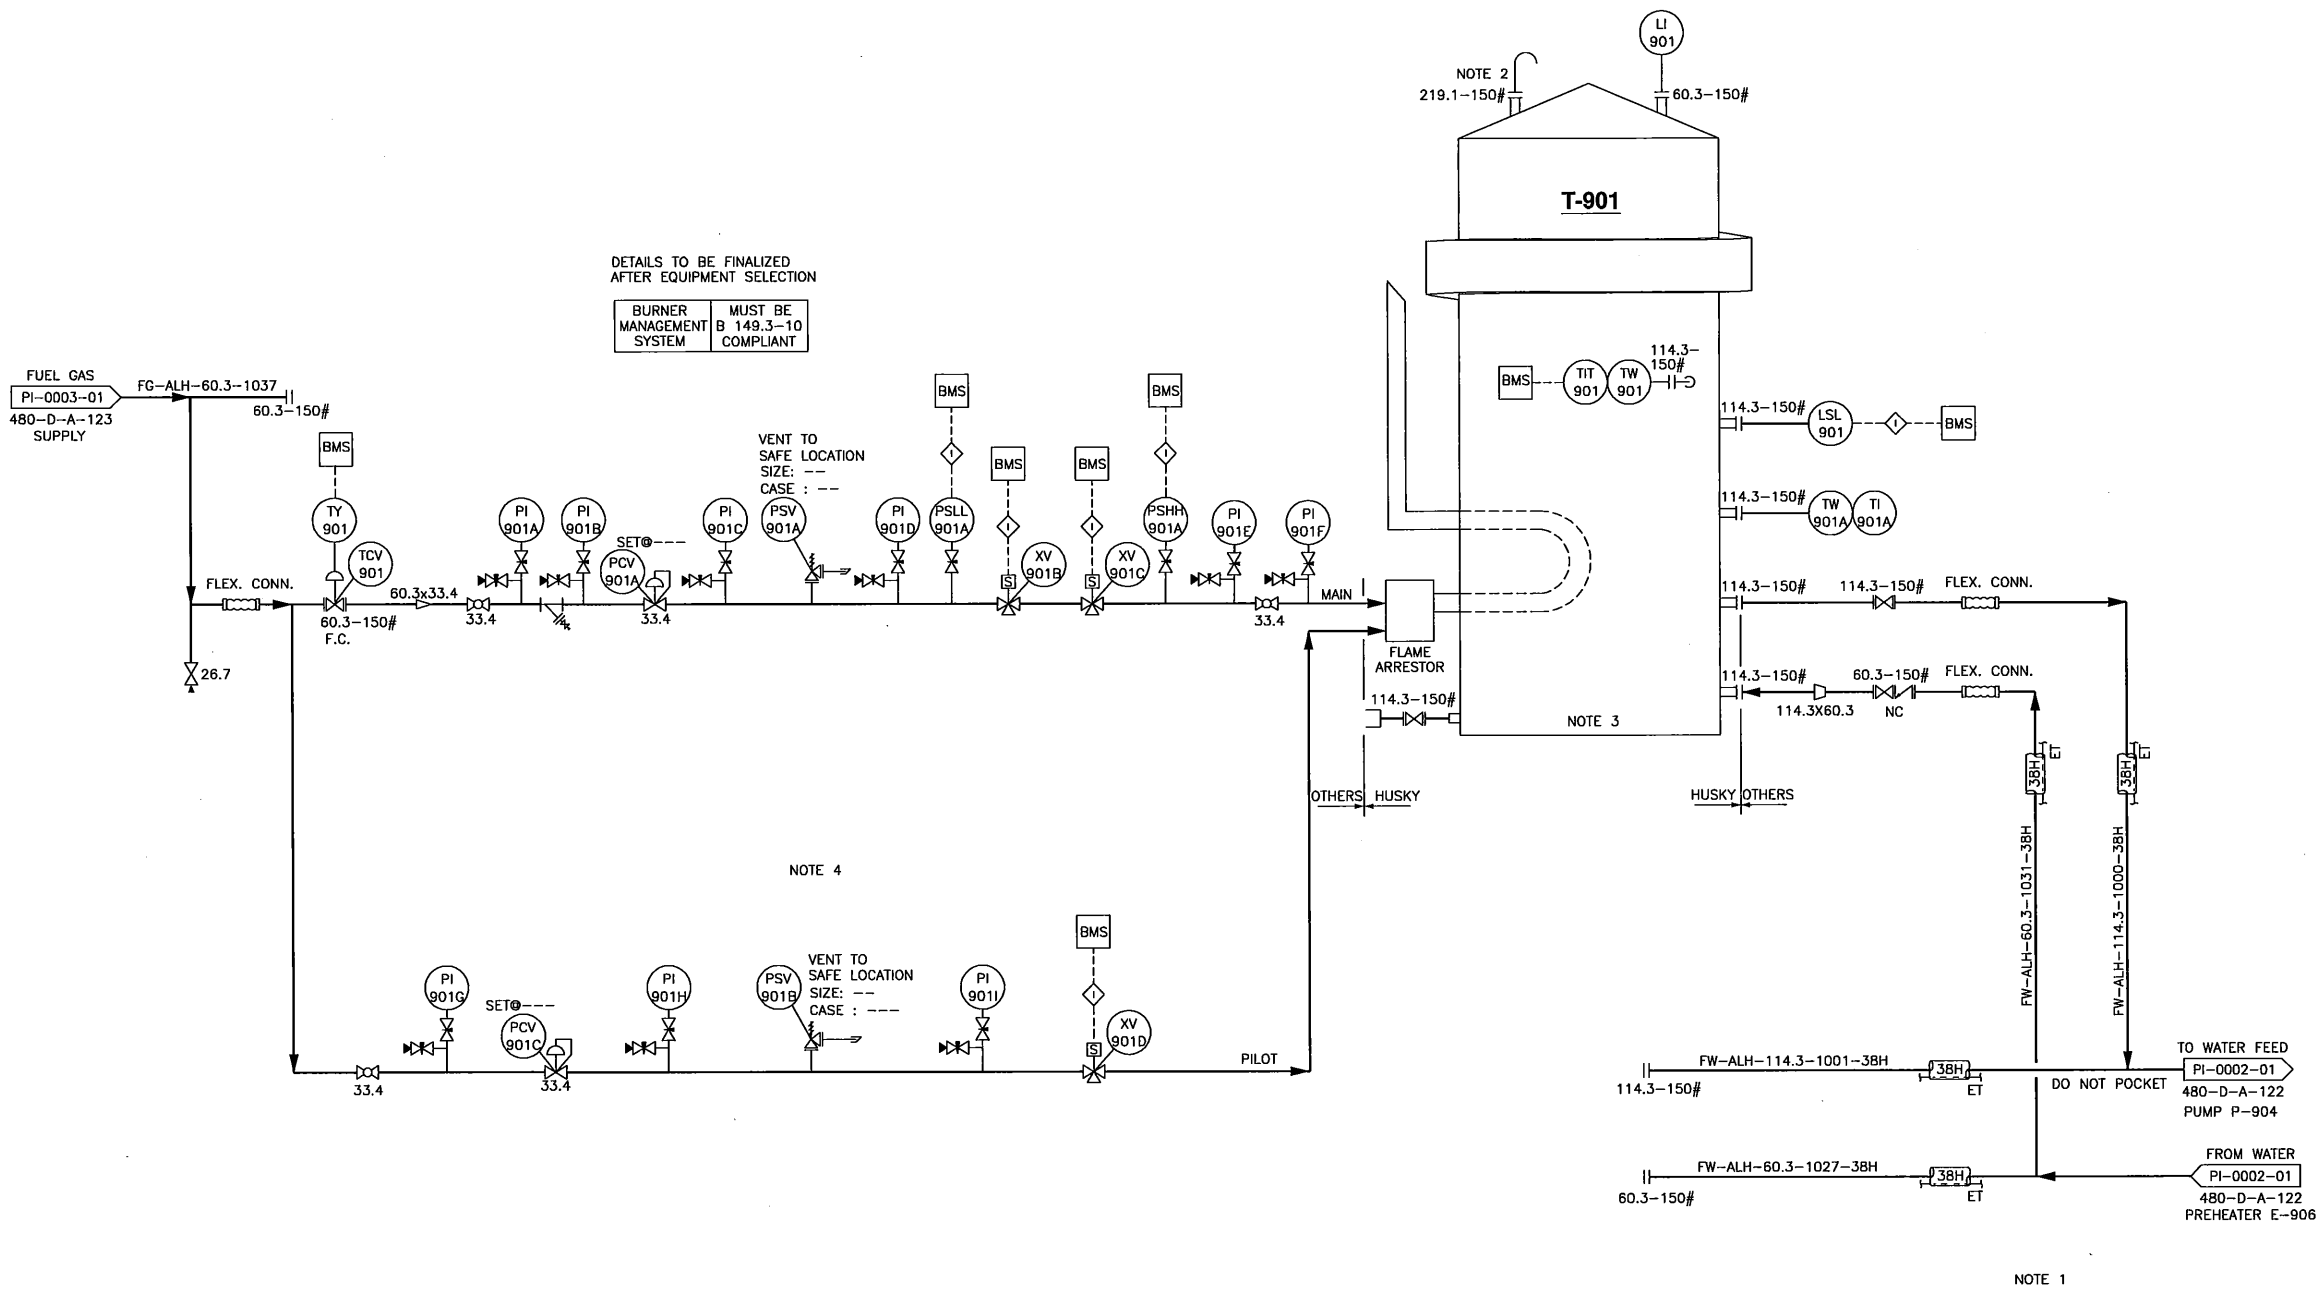 LI
901
NOTE 2
219.1-150#
60.3-150#
T-901
DETAILS TO BE FINALIZED
AFTER EQUIPMENT SELECTION
BURNER
MANAGEMENT
SYSTEM
MUST BE
B 149.3-10
COMPLIANT
FUEL GAS
PI-0003-01
480-D-A-123
SUPPLY
FG-ALH-60.3-1037
60.3-150#
BMS
TY
901
TCV
901
FLEX. CONN.
60.3-150#
F.C.
26.7
60.3x33.4
33.4
PI
901A
PI
901B
SET@---
PCV
901A
33.4
PI
901C
VENT TO
SAFE LOCATION
SIZE: --
CASE : --
PSV
901A
PI
901D
BMS
I
PSLL
901A
BMS
I
S
XV
901B
BMS
I
S
XV
901C
BMS
I
PSHH
901A
PI
901E
PI
901F
33.4
MAIN
FLAME
ARRESTOR
BMS
TIT
901
TW
901
114.3-
150#
114.3-150#
LSL
901
I
BMS
114.3-150#
TW
901A
TI
901A
114.3-150#
114.3-150#
FLEX. CONN.
114.3-150#
60.3-150#
FLEX. CONN.
114.3X60.3
NC
114.3-150#
NOTE 3
OTHERS
HUSKY
HUSKY
OTHERS
38H
ET
38H
ET
FW-ALH-60.3-1031-38H
FW-ALH-114.3-1000-38H
NOTE 4
PI
901G
SET@---
PCV
901C
33.4
33.4
PI
901H
PSV
901B
VENT TO
SAFE LOCATION
SIZE: --
CASE : ---
PI
901I
BMS
I
S
XV
901D
PILOT
FW-ALH-114.3-1001-38H
114.3-150#
38H
ET
DO NOT POCKET
TO WATER FEED
PI-0002-01
480-D-A-122
PUMP P-904
FW-ALH-60.3-1027-38H
60.3-150#
38H
ET
FROM WATER
PI-0002-01
480-D-A-122
PREHEATER E-906
NOTE 1